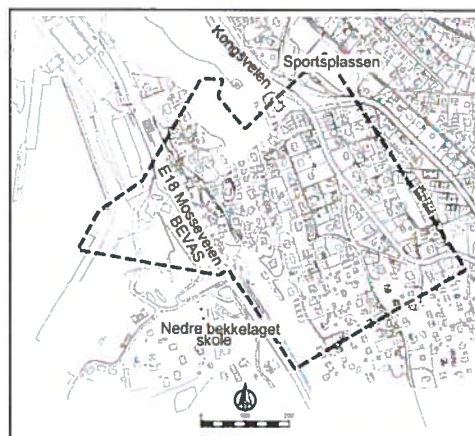 Kongsveien
Sportsplassen
E18 Mosseveien
BEVAS
Nedre bekkelaget
skole